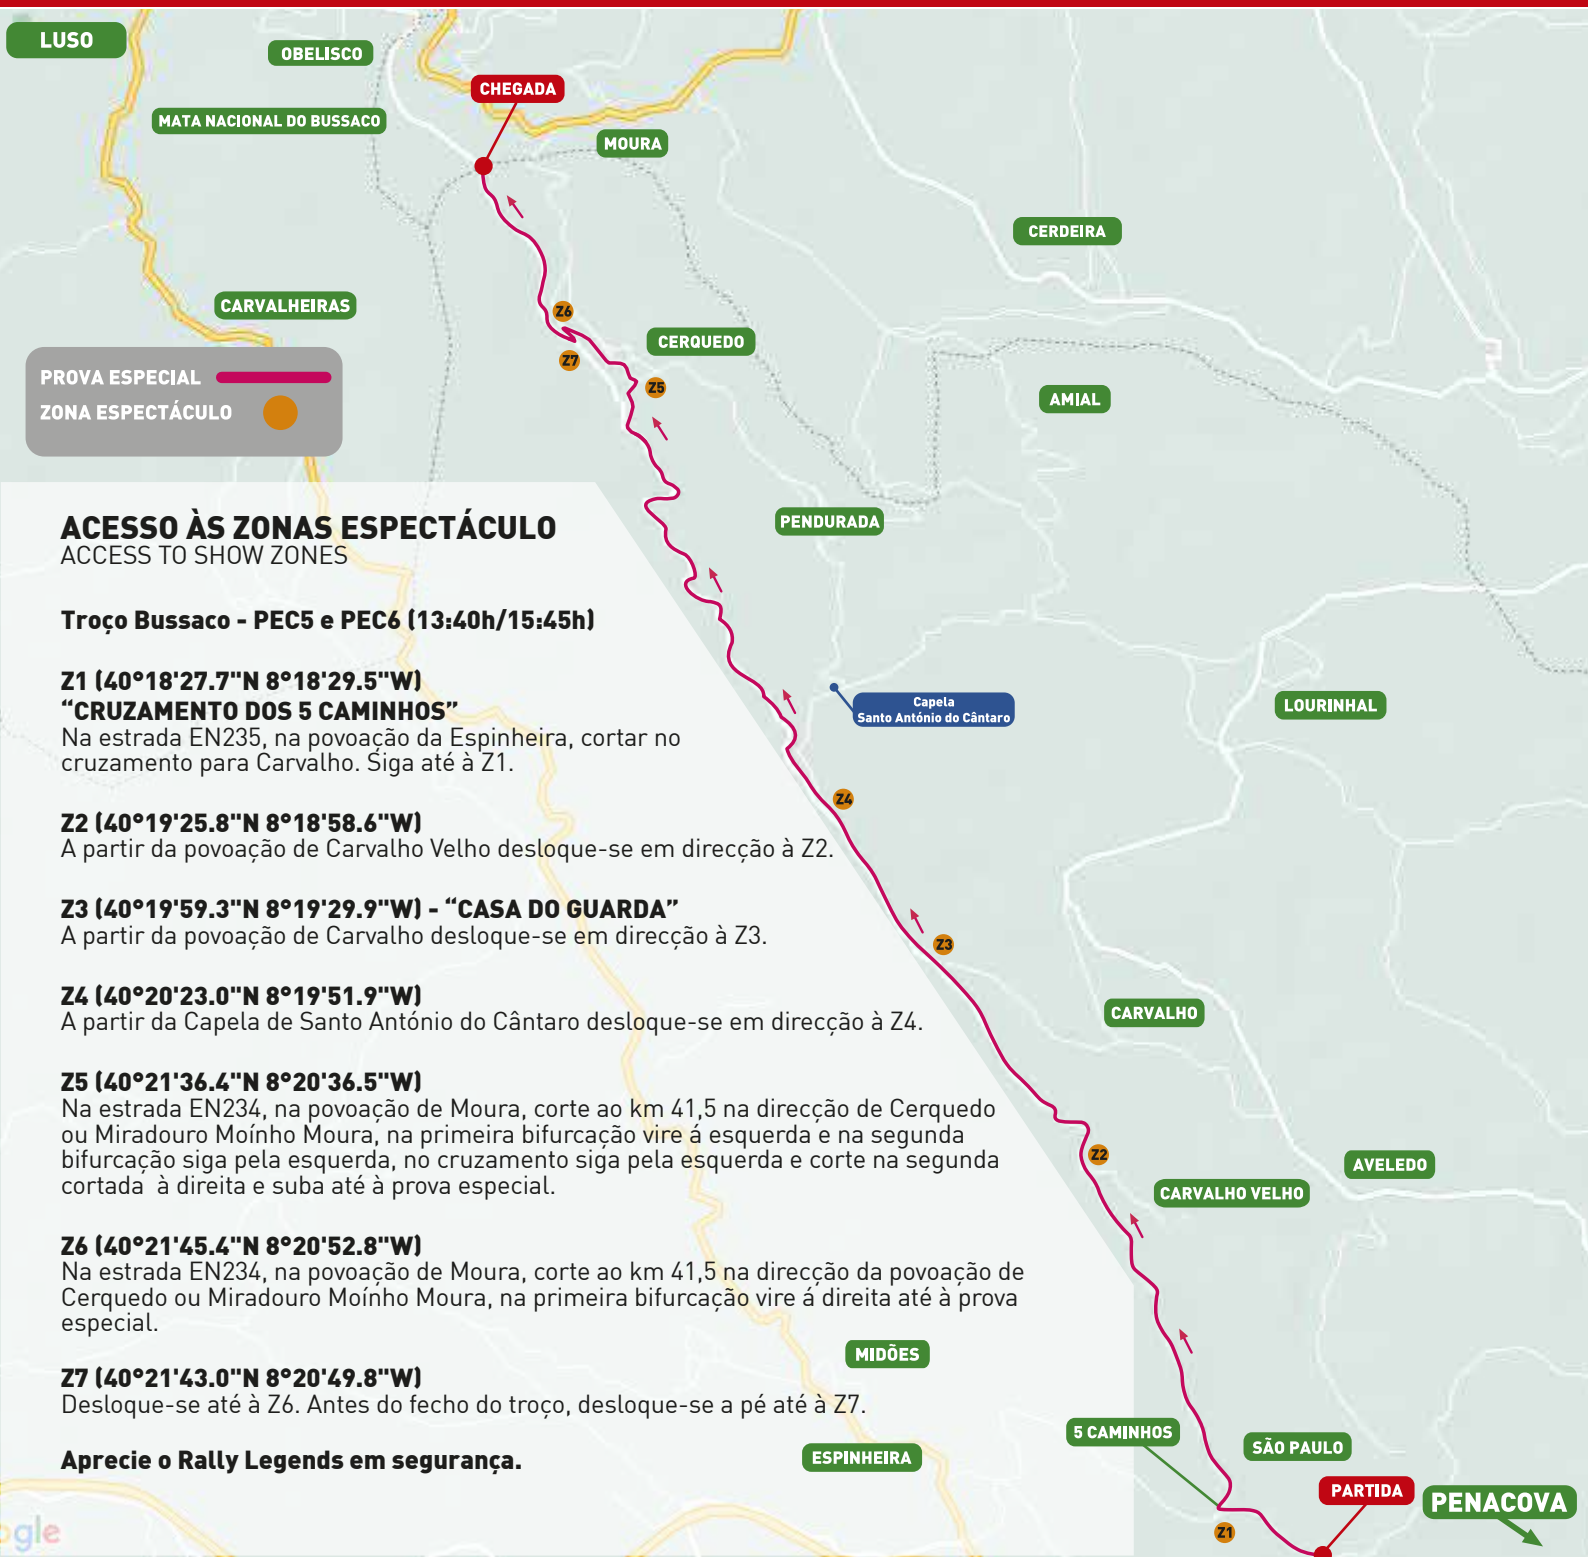 LUSO
OBELISCO
CHEGADA
MATA NACIONAL DO BUSSACO
MOURA
CERDEIRA
CARVALHEIRAS
Z6
CERQUEDO
Z7
PROVA ESPECIAL
Z5
AMIAL
ZONA ESPECTÁCULO
PENDURADA
ACESSO ÀS ZONAS ESPECTÁCULO
ACCESS TO SHOW ZONES
Troço Bussaco - PEC5 e PEC6 (13:40h/15:45h)
Z1 (40°18'27.7"N 8°18'29.5"W)
“CRUZAMENTO DOS 5 CAMINHOS”
Na estrada EN235, na povoação da Espinheira, cortar no
cruzamento para Carvalho. Siga até à Z1.
Z2 (40°19'25.8"N 8°18'58.6"W)
A partir da povoação de Carvalho Velho desloque-se em direcção à Z2.
Z3 (40°19'59.3"N 8°19'29.9"W) - “CASA DO GUARDA”
A partir da povoação de Carvalho desloque-se em direcção à Z3.
Z4 (40°20'23.0"N 8°19'51.9"W)
A partir da Capela de Santo António do Cântaro desloque-se em direcção à Z4.
Z5 (40°21'36.4"N 8°20'36.5"W)
Na estrada EN234, na povoação de Moura, corte ao km 41,5 na direcção de Cerquedo
ou Miradouro Moínho Moura, na primeira bifurcação vire á esquerda e na segunda
bifurcação siga pela esquerda, no cruzamento siga pela esquerda e corte na segunda
cortada à direita e suba até à prova especial.
Z6 (40°21'45.4"N 8°20'52.8"W)
Na estrada EN234, na povoação de Moura, corte ao km 41,5 na direcção da povoação de
Cerquedo ou Miradouro Moínho Moura, na primeira bifurcação vire á direita até à prova
especial.
Z7 (40°21'43.0"N 8°20'49.8"W)
Desloque-se até à Z6. Antes do fecho do troço, desloque-se a pé até à Z7.
Aprecie o Rally Legends em segurança.
Capela
Santo António do Cântaro
LOURINHAL
Z4
Z3
CARVALHO
Z2
AVELEDO
CARVALHO VELHO
MIDÕES
5 CAMINHOS
SÃO PAULO
ESPINHEIRA
PARTIDA
PENACOVA
Z1
ogle